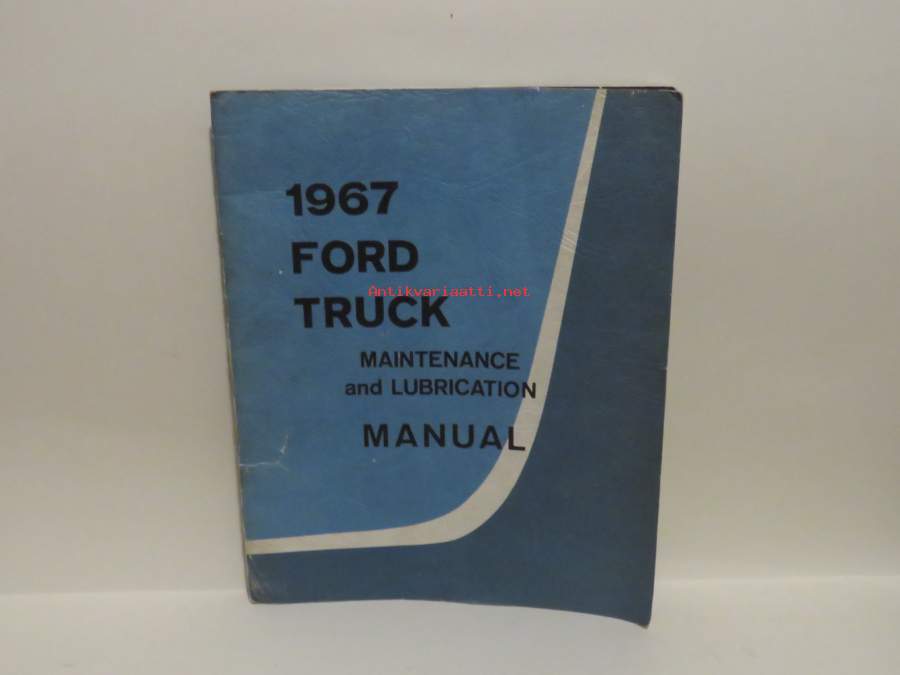 1967
FORD
Antikvariaatti.net
TRUCK
MAINTENANCE
and LUBRICATION
MANUAL